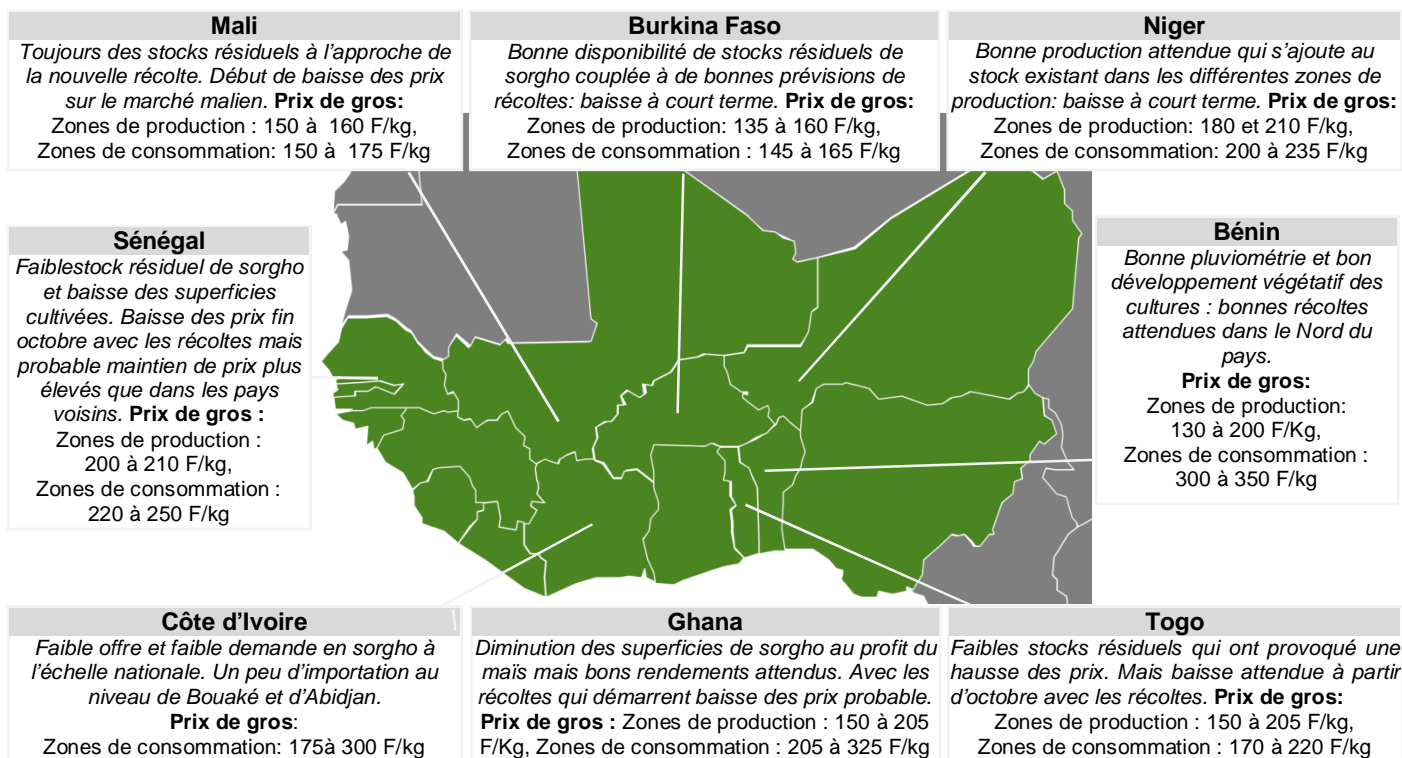 Mali
Toujours des stocks résiduels à l'approche de
la nouvelle récolte. Début de baisse des prix
sur le marché malien. Prix de gros:
Zones de production : 150 à 160 F/kg,
Zones de consommation: 150 à 175 F/kg
Burkina Faso
Bonne disponibilité de stocks résiduels de
sorgho couplée à de bonnes prévisions de
récoltes: baisse à court terme. Prix de gros:
Zones de production: 135 à 160 F/kg,
Zones de consommation : 145 à 165 F/kg
Niger
Bonne production attendue qui s'ajoute au
stock existant dans les différentes zones de
production: baisse à court terme. Prix de gros:
Zones de production: 180 et 210 F/kg,
Zones de consommation: 200 à 235 F/kg
Sénégal
Faiblestock résiduel de sorgho
et baisse des superficies
cultivées. Baisse des prix fin
octobre avec les récoltes mais
probable maintien de prix plus
élevés que dans les pays
voisins. Prix de gros :
Zones de production :
200 à 210 F/kg,
Zones de consommation :
220 à 250 F/kg
Bénin
Bonne pluviométrie et bon
développement végétatif des
cultures : bonnes récoltes
attendues dans le Nord du
pays.
Prix de gros:
Zones de production:
130 à 200 F/Kg,
Zones de consommation :
300 à 350 F/kg
Côte d'Ivoire
Faible offre et faible demande en sorgho à
l'échelle nationale. Un peu d'importation au
niveau de Bouaké et d'Abidjan.
Prix de gros:
Zones de consommation: 175à 300 F/kg
Ghana
Diminution des superficies de sorgho au profit du
maïs mais bons rendements attendus. Avec les
récoltes qui démarrent baisse des prix probable.
Prix de gros : Zones de production : 150 à 205
F/Kg, Zones de consommation : 205 à 325 F/kg
Togo
Faibles stocks résiduels qui ont provoqué une
hausse des prix. Mais baisse attendue à partir
d'octobre avec les récoltes. Prix de gros:
Zones de production : 150 à 205 F/kg,
Zones de consommation : 170 à 220 F/kg